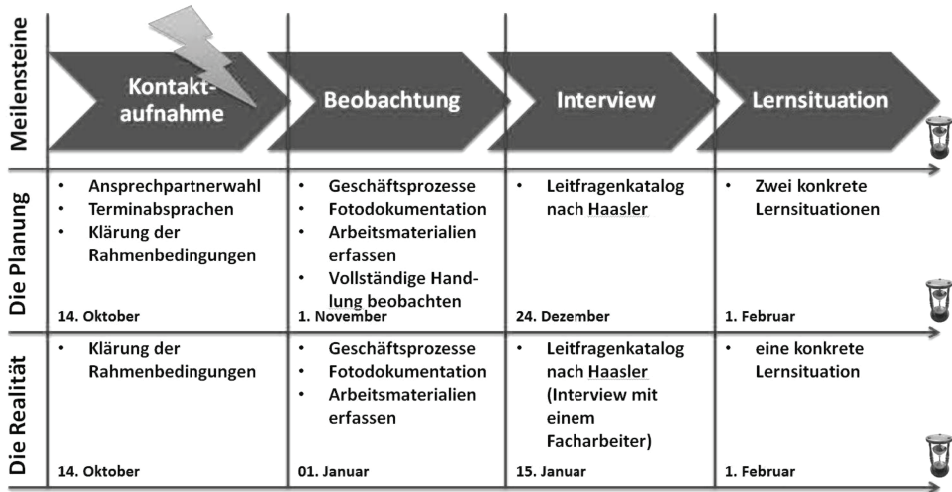 Meilensteine
Kontakt-
aufnahme
Beobachtung
Interview
Lernsituation
Die Planung
• Ansprechpartnerwahl
• Terminabsprachen
• Klärung der
Rahmenbedingungen
14. Oktober
• Geschäftsprozesse
• Fotodokumentation
• Arbeitsmaterialien
erfassen
• Vollständige Hand-
lung beobachten
1. November
• Leitfragenkatalog
nach Haasler
24. Dezember
• Zwei konkrete
Lernsituationen
1. Februar
Die Realität
• Klärung der
Rahmenbedingungen
14. Oktober
• Geschäftsprozesse
• Fotodokumentation
• Arbeitsmaterialien
erfassen
01. Januar
• Leitfragenkatalog
nach Haasler
(Interview mit
einem
Facharbeiter)
15. Januar
• eine konkrete
Lernsituation
1. Februar